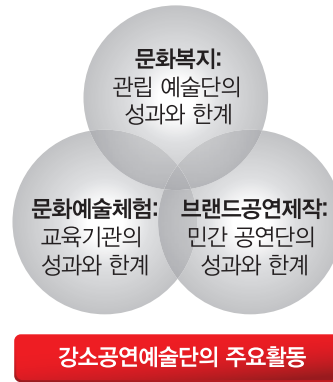 문화복지:
관립 예술단의
성과와 한계
문화예술체험:
교육기관의
성과와 한계
브랜드공연제작:
민간 공연단의
성과와 한계
강소공연예술단의 주요활동